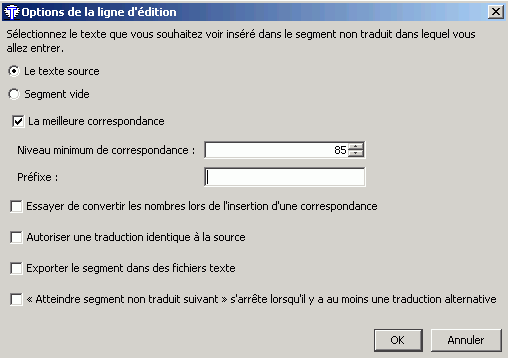 Options de la ligne d'édition
Sélectionnez le texte que vous souhaitez voir inséré dans le segment non traduit dans lequel vous
allez entrer.
Le texte source
Segment vide
La meilleure correspondance
Niveau minimum de correspondance : 85
Préfixe :
Essayer de convertir les nombres lors de l'insertion d'une correspondance
Autoriser une traduction identique à la source
Exporter le segment dans des fichiers texte
« Atteindre segment non traduit suivant » s'arrête lorsqu'il y a au moins une traduction alternative
OK Annuler